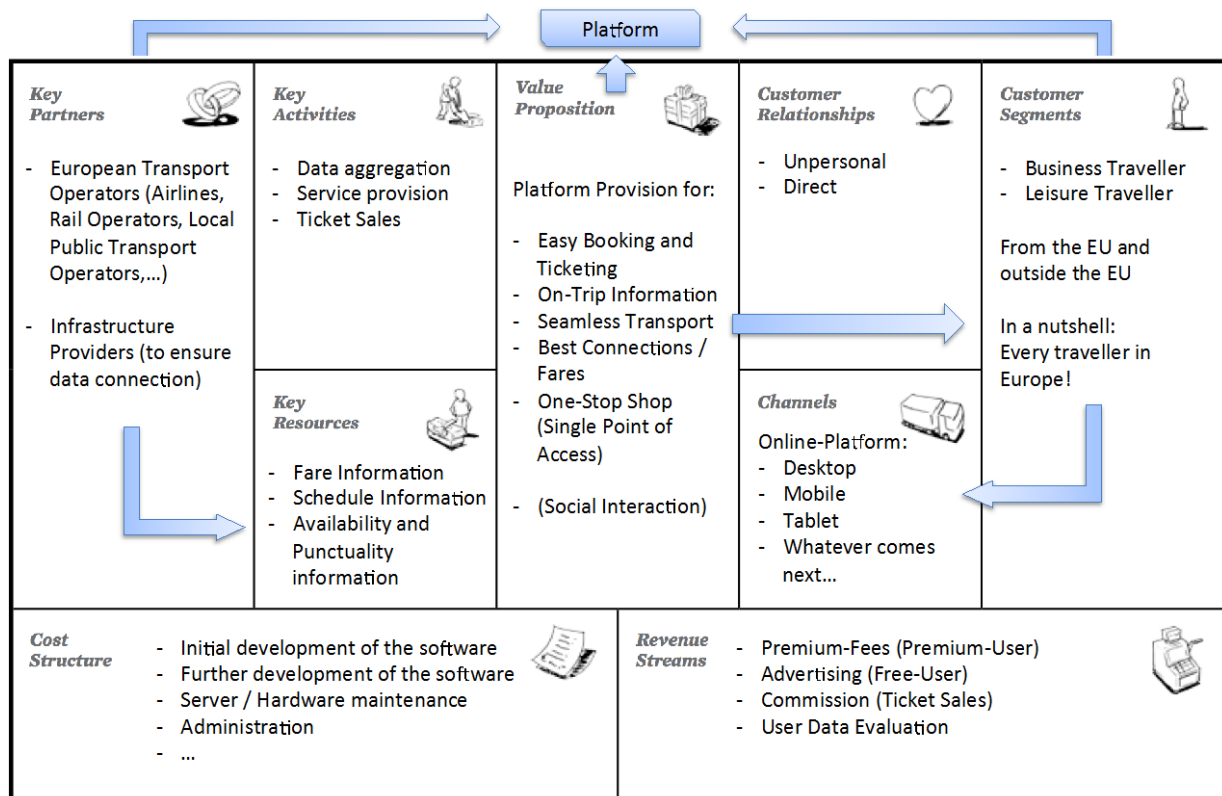 Platform
Key
Partners
- European Transport
Operators (Airlines,
Rail Operators, Local
Public Transport
Operators,…)
- Infrastructure
Providers (to ensure
data connection)
Key
Activities
- Data aggregation
- Service provision
- Ticket Sales
Key
Resources
- Fare Information
- Schedule Information
- Availability and
Punctuality
information
Value
Proposition
Platform Provision for:
- Easy Booking and
Ticketing
- On-Trip Information
- Seamless Transport
- Best Connections /
Fares
- One-Stop Shop
(Single Point of
Access)
- (Social Interaction)
Customer
Relationships
- Unpersonal
- Direct
Channels
Online-Platform:
- Desktop
- Mobile
- Tablet
- Whatever comes
next…
Customer
Segments
- Business Traveller
- Leisure Traveller
From the EU and
outside the EU
In a nutshell:
Every traveller in
Europe!
Cost
Structure
- Initial development of the software
- Further development of the software
- Server / Hardware maintenance
- Administration
- …
Revenue
Streams
- Premium-Fees (Premium-User)
- Advertising (Free-User)
- Commission (Ticket Sales)
- User Data Evaluation